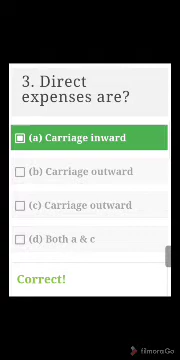 3. Direct
expenses are?
(a) Carriage inward
(b) Carriage outward
(c) Carriage outward
(d) Both a & c
Correct!
filmoraGo